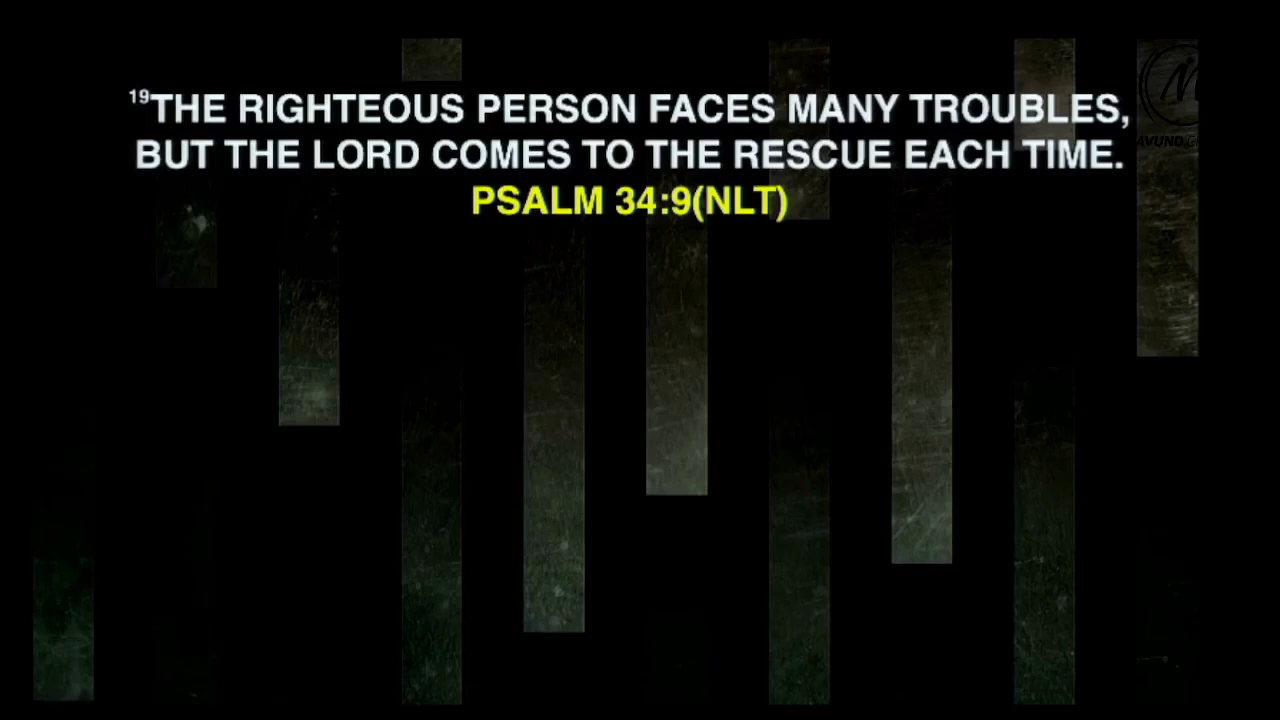 ¹⁹THE RIGHTEOUS PERSON FACES MANY TROUBLES,
BUT THE LORD COMES TO THE RESCUE EACH TIME.
PSALM 34:9(NLT)